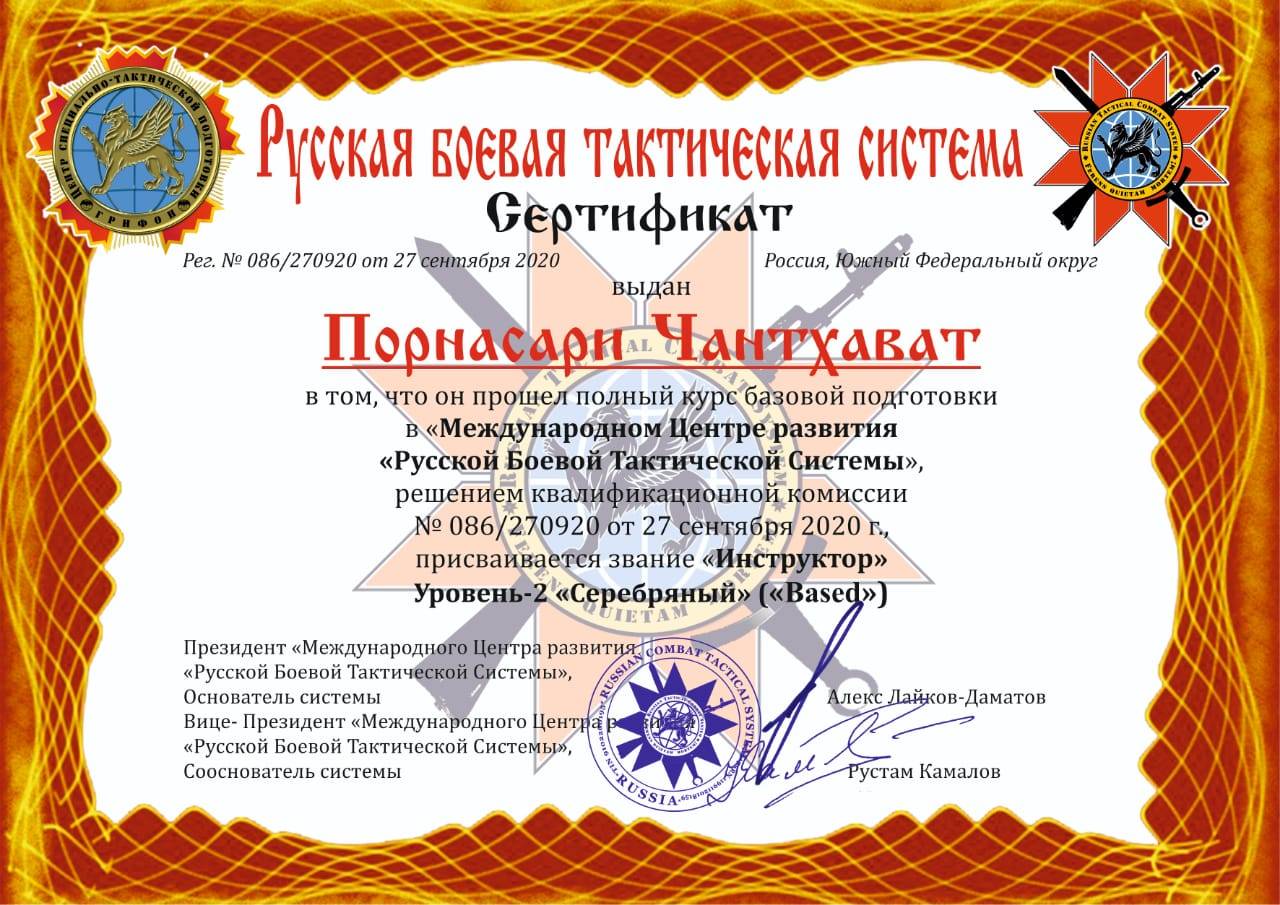 ЦЕНТР СПЕЦИАЛЬНО-ТАКТИЧЕСКОЙ ПОДГОТОВКИ
ГРИФОН
RUSSIAN TACTICAL COMBAT SYSTEM
FERENS QUIETAM MORTEM
Русская боевая тактическая система
Сертификат
Рег. № 086/270920 от 27 сентября 2020
Россия, Южный Федеральный округ
выдан
Порнасари Чантхават
в том, что он прошел полный курс базовой подготовки
в «Международном Центре развития
«Русской Боевой Тактической Системы»,
решением квалификационной комиссии
№ 086/270920 от 27 сентября 2020 г.,
присваивается звание «Инструктор»
Уровень-2 «Серебряный» («Based»)
Президент «Международного Центра развития
«Русской Боевой Тактической Системы»,
Основатель системы
Алекс Лайков-Даматов
Вице- Президент «Международного Центра развития
«Русской Боевой Тактической Системы»,
Сооснователь системы
Рустам Камалов
RUSSIAN COMBAT TACTICAL SYSTEM
RUSSIA